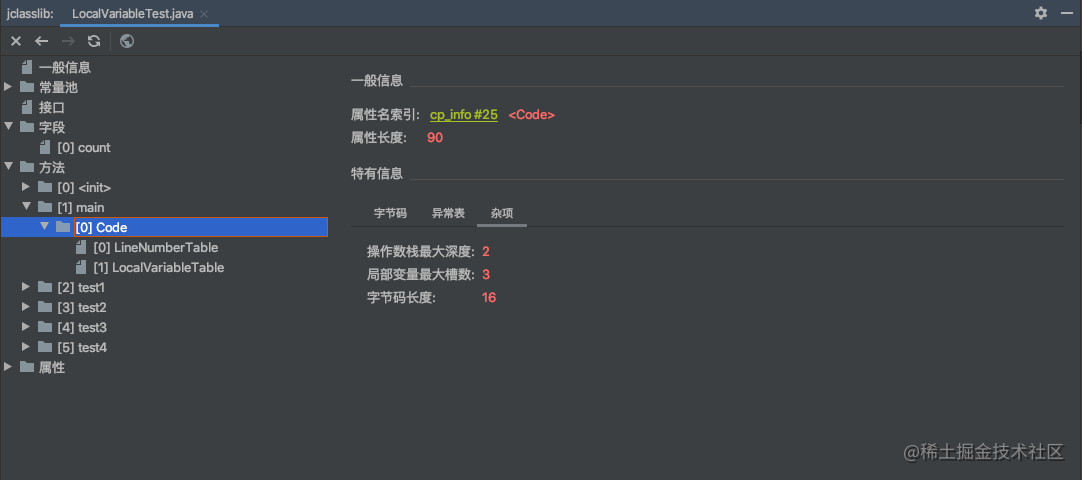 jclasslib: LocalVariableTest.java
一般信息
常量池
接口
字段
[0] count
方法
[0] <init>
[1] main
[0] Code
[0] LineNumberTable
[1] LocalVariableTable
[2] test1
[3] test2
[4] test3
[5] test4
属性
一般信息
属性名索引: cp_info #25 <Code>
属性长度: 90
特有信息
字节码 异常表 杂项
操作数栈最大深度: 2
局部变量最大槽数: 3
字节码长度: 16
@稀土掘金技术社区